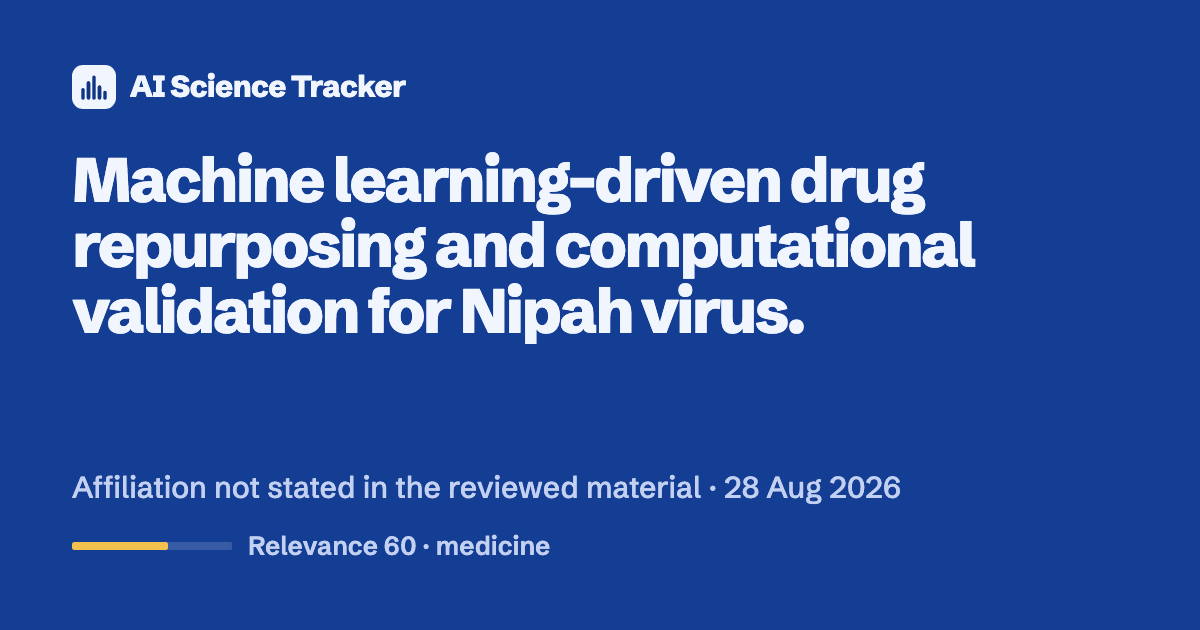 AI Science Tracker
Machine learning-driven drug
repurposing and computational
validation for Nipah virus.
Affiliation not stated in the reviewed material · 28 Aug 2026
Relevance 60 · medicine